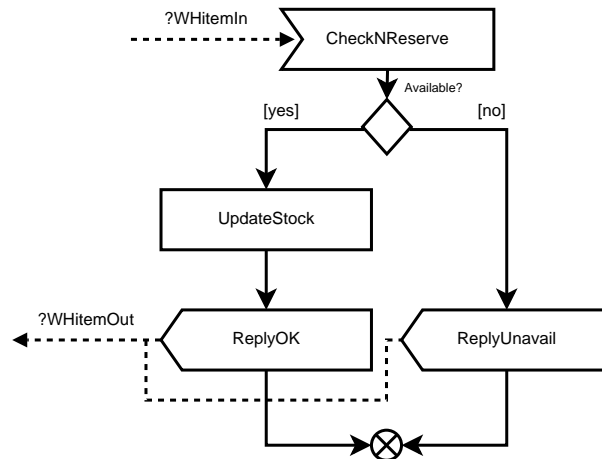 ?WHitemIn
CheckNReserve
Available?
[yes]
[no]
UpdateStock
?WHitemOut
ReplyOK
ReplyUnavail